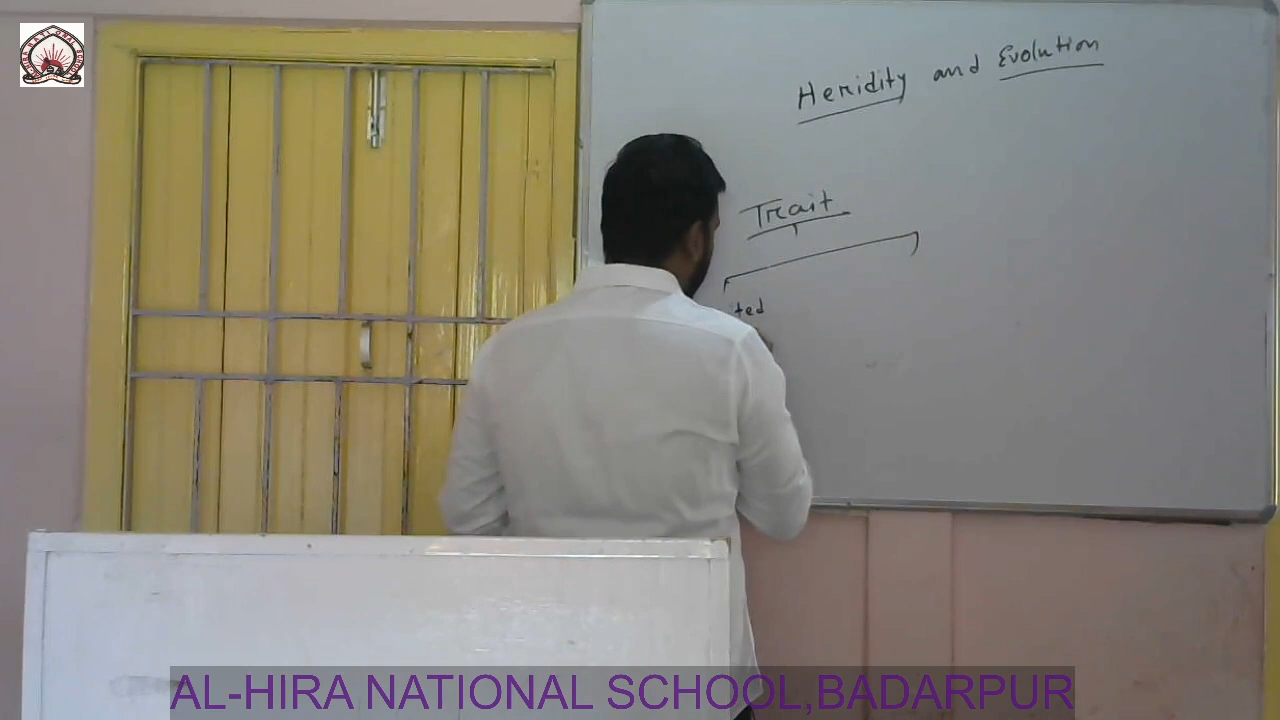 Heridity and Evolution
Trait
ted
AL-HIRA NATIONAL SCHOOL,BADARPUR